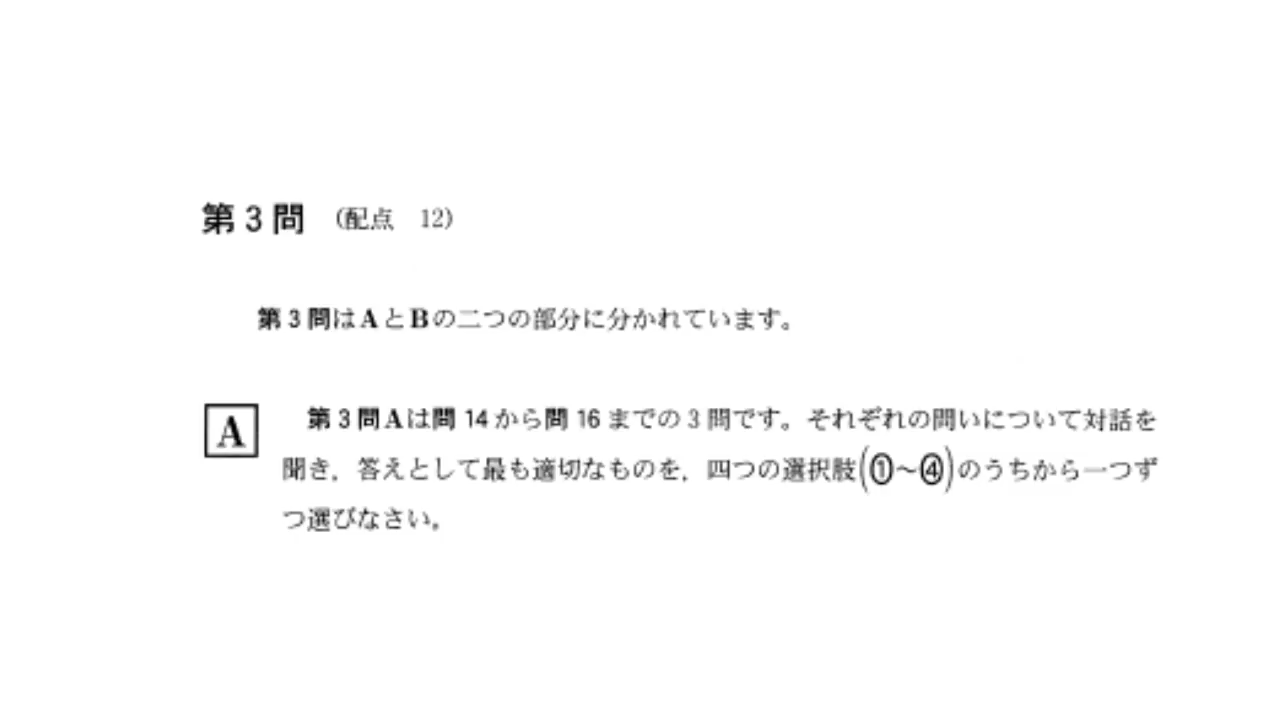 第3問 (配点 12)
第3問はAとBの二つの部分に分かれています。
A 第3問Aは問14から問16までの3問です。それぞれの問いについて対話を
聞き，答えとして最も適切なものを，四つの選択肢(①～④)のうちから一つず
つ選びなさい。